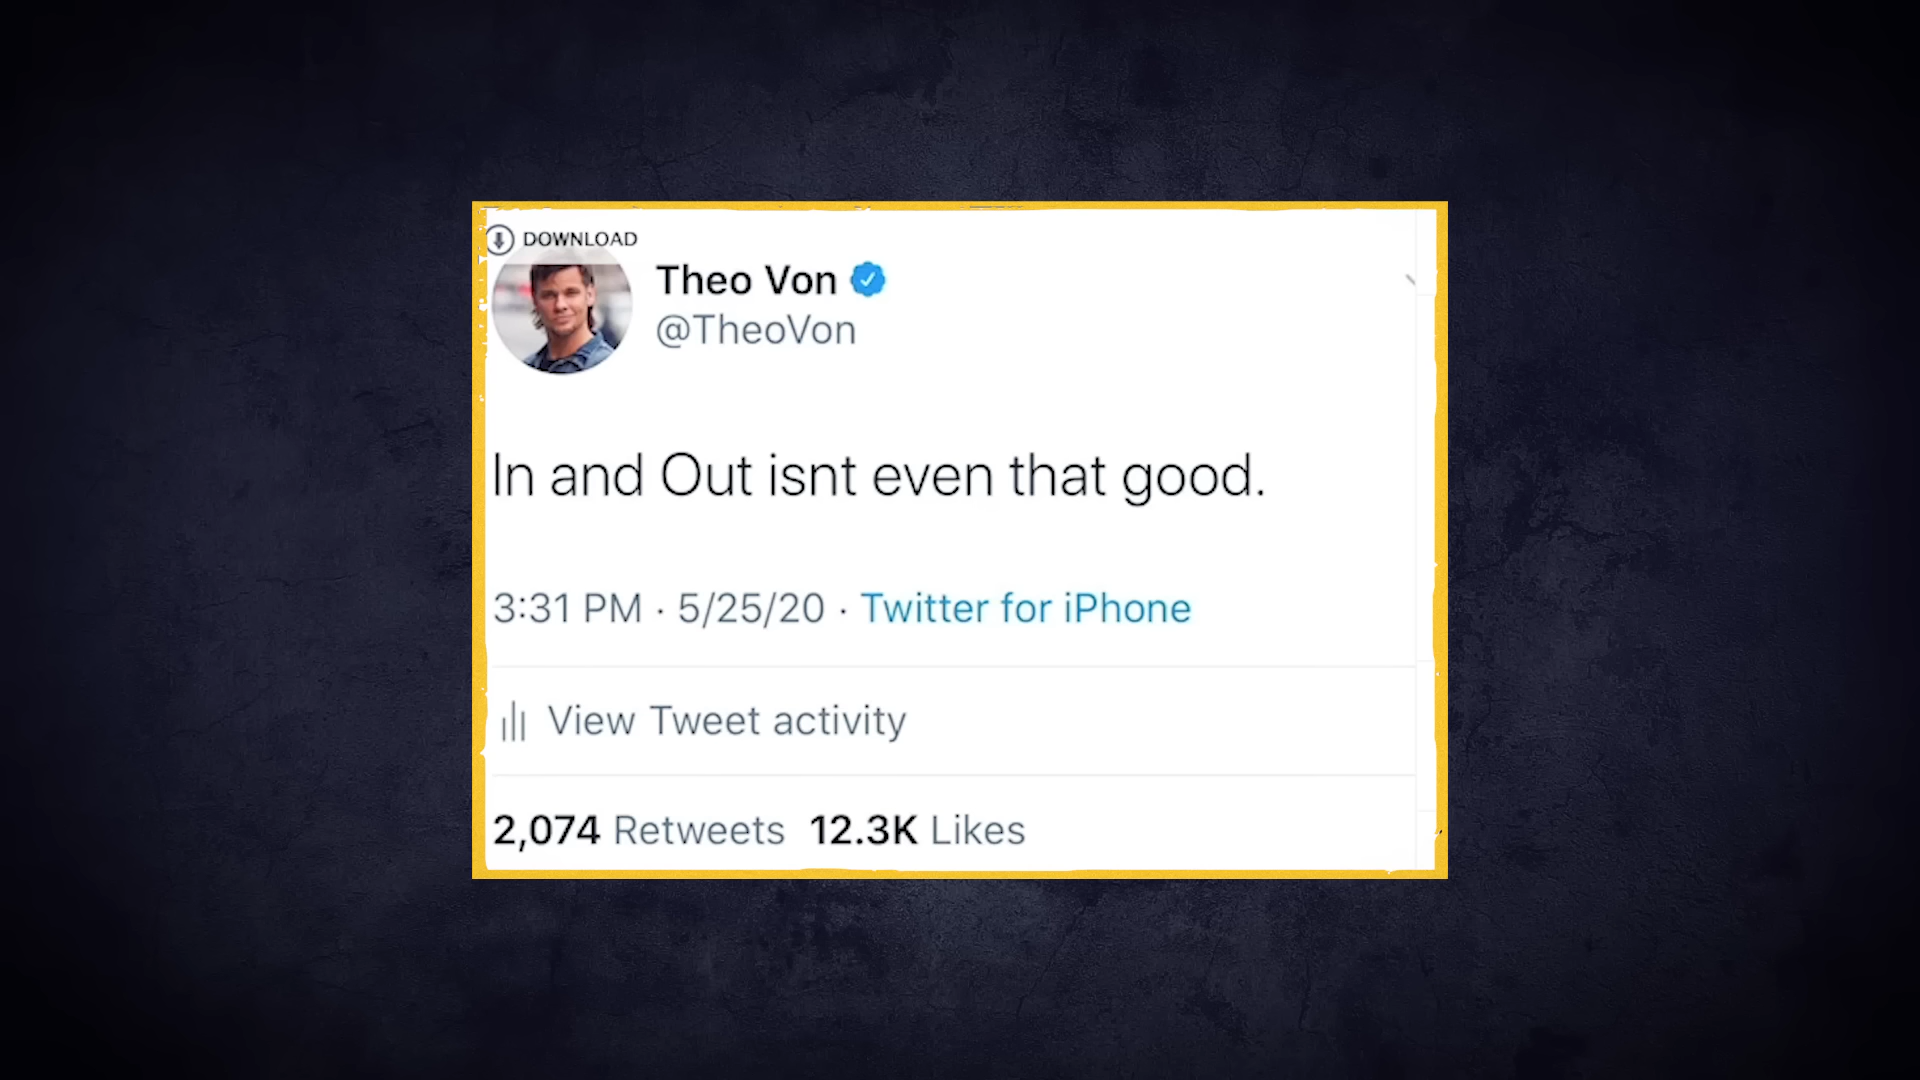 DOWNLOAD
Theo Von
@TheoVon
In and Out isnt even that good.
3:31 PM · 5/25/20 · Twitter for iPhone
View Tweet activity
2,074 Retweets 12.3K Likes